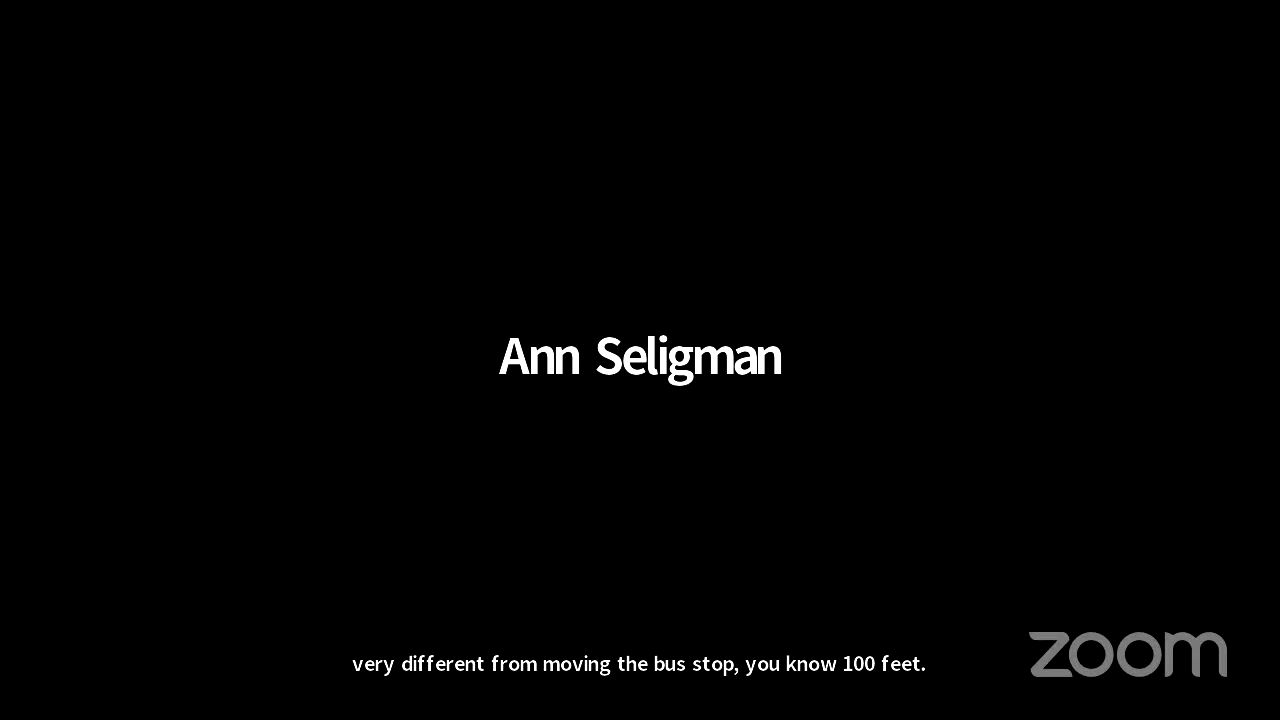 Ann Seligman
very different from moving the bus stop, you know 100 feet.
zoom